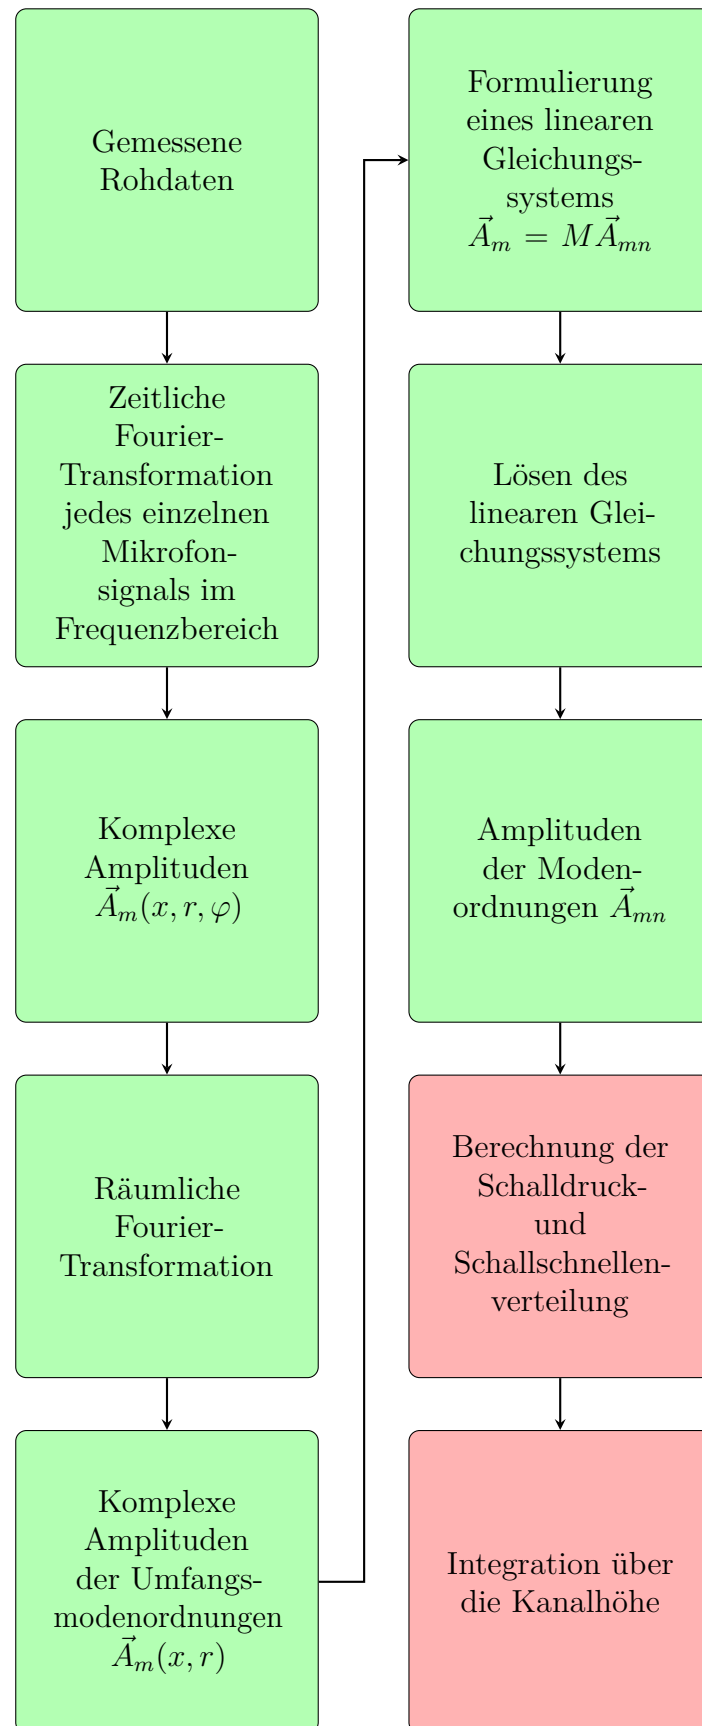 Gemessene
Rohdaten
Zeitliche
Fourier-
Transformation
jedes einzelnen
Mikrofon-
signals im
Frequenzbereich
Komplexe
Amplituden
$\vec{A}_m(x, r, \varphi)$
Räumliche
Fourier-
Transformation
Komplexe
Amplituden
der Umfangs-
modenordnungen
$\vec{A}_m(x, r)$
Formulierung
eines linearen
Gleichungs-
systems
$\vec{A}_m = M\vec{A}_{mn}$
Lösen des
linearen Glei-
chungssystems
Amplituden
der Moden-
ordnungen $\vec{A}_{mn}$
Berechnung der
Schalldruck-
und
Schallschnellen-
verteilung
Integration über
die Kanalhöhe